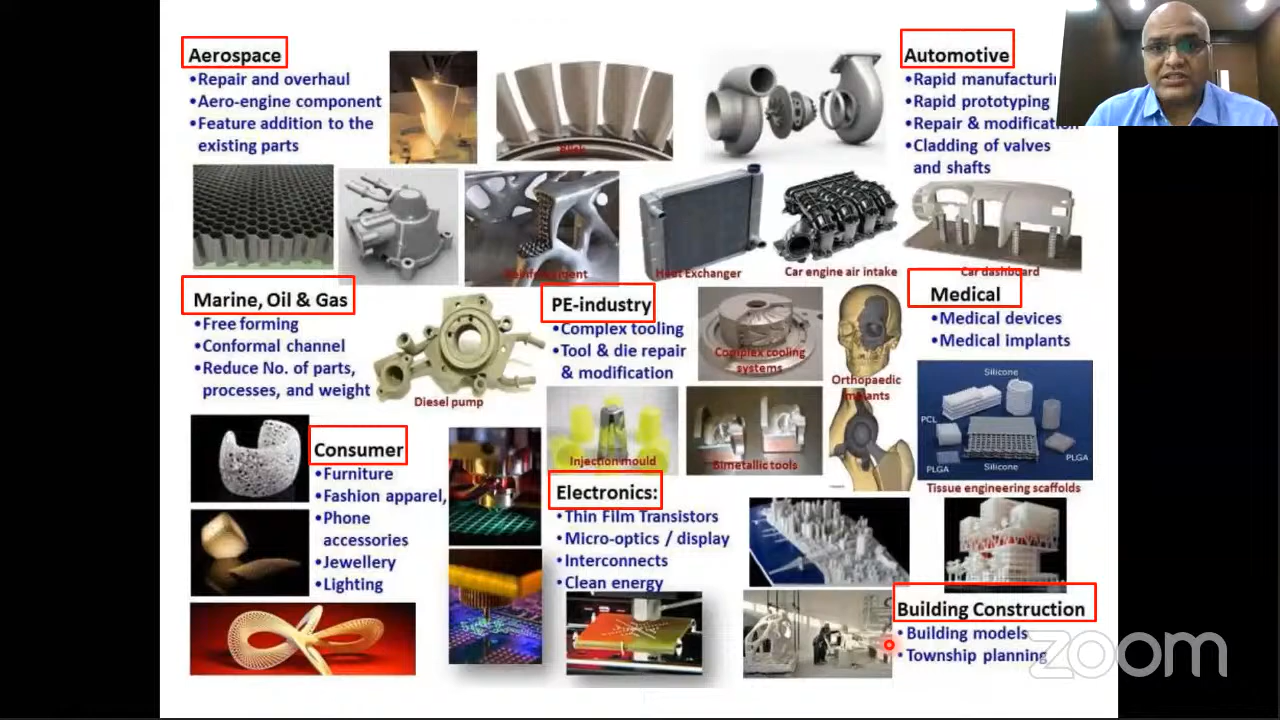 Aerospace
•Repair and overhaul
•Aero-engine component
•Feature addition to the
existing parts
Blisk
Automotive
•Rapid
•Rapid prototyping
•Repair &
•Cladding of valves
and shafts
Reinforcement
Heat Exchanger
Car engine air intake
Car dashboard
Marine, Oil & Gas
•Free forming
•Conformal channel
•Reduce No. of parts,
processes, and weight
Diesel pump
PE-industry
•Complex tooling
•Tool & die repair
& modification
Complex cooling
systems
Injection mould
Bimetallic tools
Medical
•Medical devices
•Medical implants
Orthopaedic
implants
Silicone
PCL
PLGA
PLGA
Silicone
Tissue engineering scaffolds
Consumer
•Furniture
•Fashion apparel,
•Phone
accessories
•Jewellery
•Lighting
Electronics:
•Thin Film Transistors
•Micro-optics / display
•Interconnects
•Clean energy
Building Construction
•Building models
•Township planning
zoom